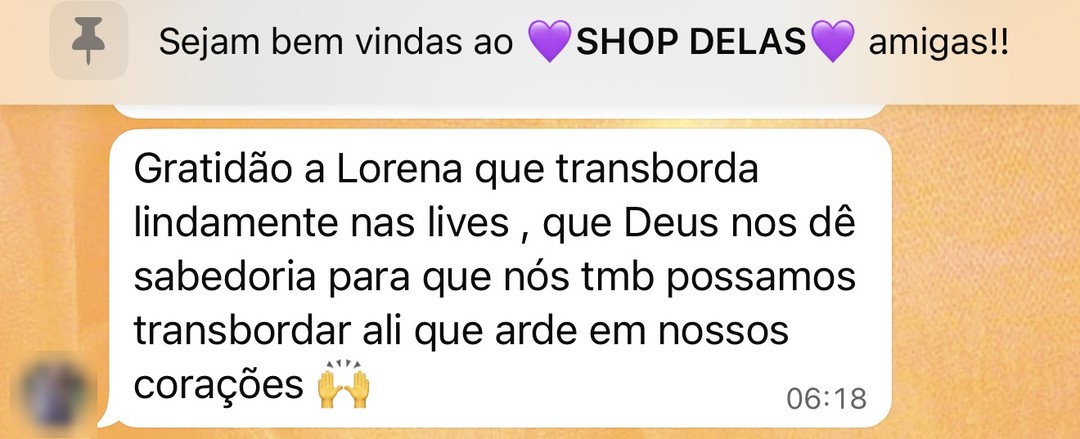 Sejam bem vindas ao 💜SHOP DELAS💜 amigas!!
Gratidão a Lorena que transborda
lindamente nas lives , que Deus nos dê
sabedoria para que nós tmb possamos
transbordar ali que arde em nossos
corações 🙌
06:18